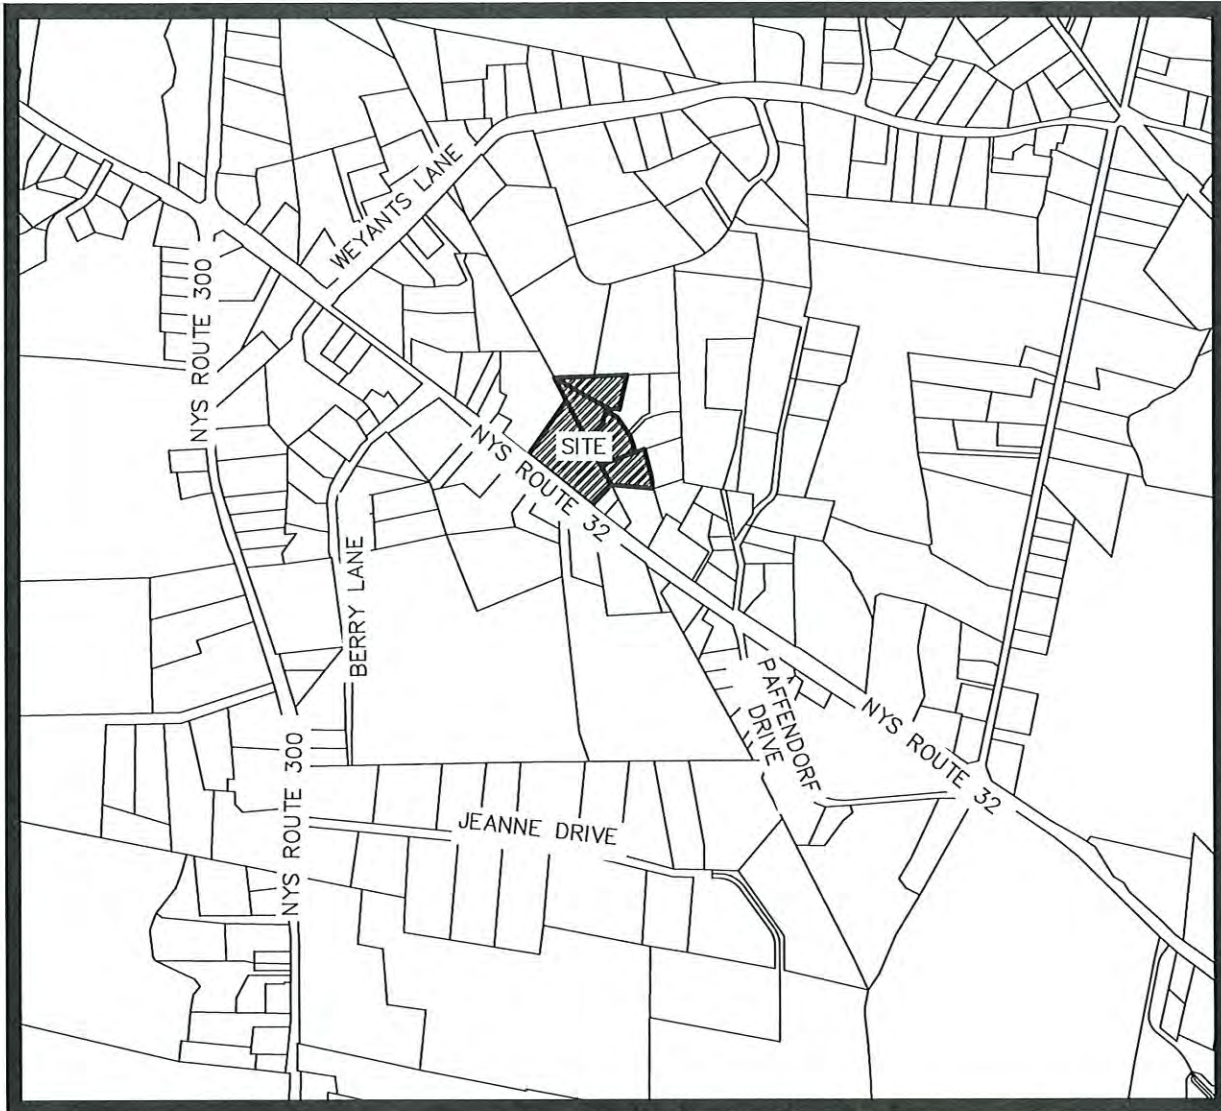 WEYANTS LANE
NYS ROUTE 300
SITE
NYS ROUTE 32
BERRY LANE
PAFFENDORF
DRIVE
NYS ROUTE 32
NYS ROUTE 300
JEANNE DRIVE